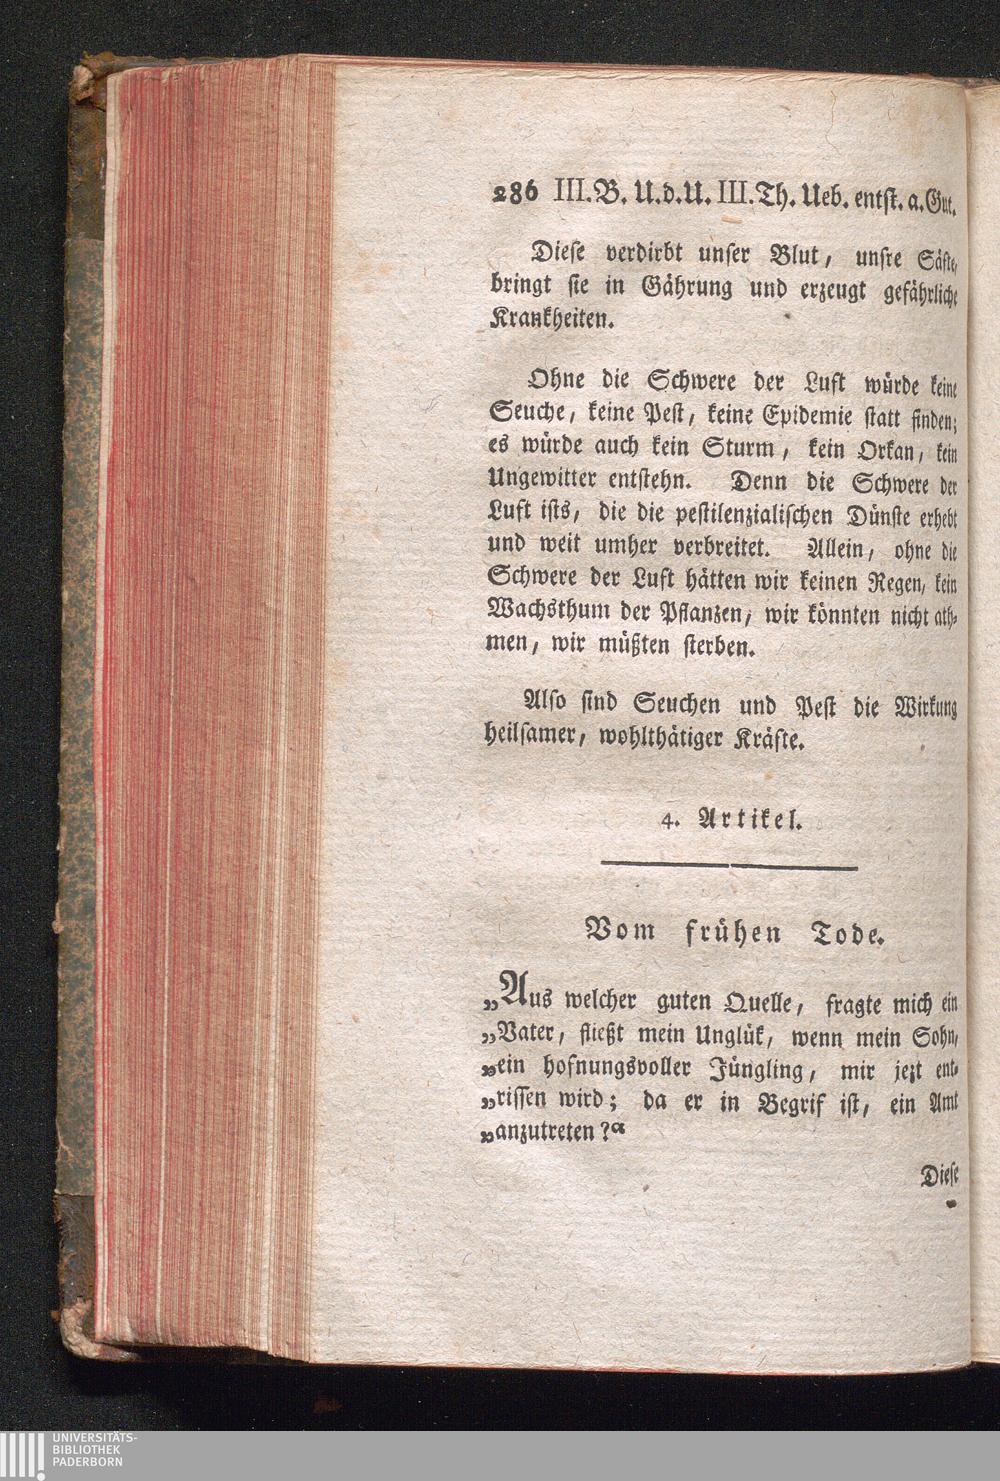 286 III. B. U. d. U. III. Th. Ueb. entst. a. Gut.
Diese verdirbt unser Blut, unsre Säfte,
bringt sie in Gährung und erzeugt gefährliche
Krankheiten.
Ohne die Schwere der Luft würde keine
Seuche, keine Pest, keine Epidemie statt finden;
es würde auch kein Sturm, kein Orkan, kein
Ungewitter entstehn. Denn die Schwere der
Luft ists, die die pestilenzialischen Dünste erhebt
und weit umher verbreitet. Allein, ohne die
Schwere der Luft hätten wir keinen Regen, kein
Wachsthum der Pflanzen, wir könnten nicht ath-
men, wir müßten sterben.
Also sind Seuchen und Pest die Wirkung
heilsamer, wohlthätiger Kräfte.
4. Artikel.
Vom frühen Tode.
„Aus welcher guten Quelle, fragte mich ein
„Vater, fließt mein Unglük, wenn mein Sohn,
„ein hofnungsvoller Jüngling, mir jezt ent-
„rissen wird; da er in Begrif ist, ein Amt
„anzutreten?“
Diese
UNIVERSITÄTS-
BIBLIOTHEK
PADERBORN